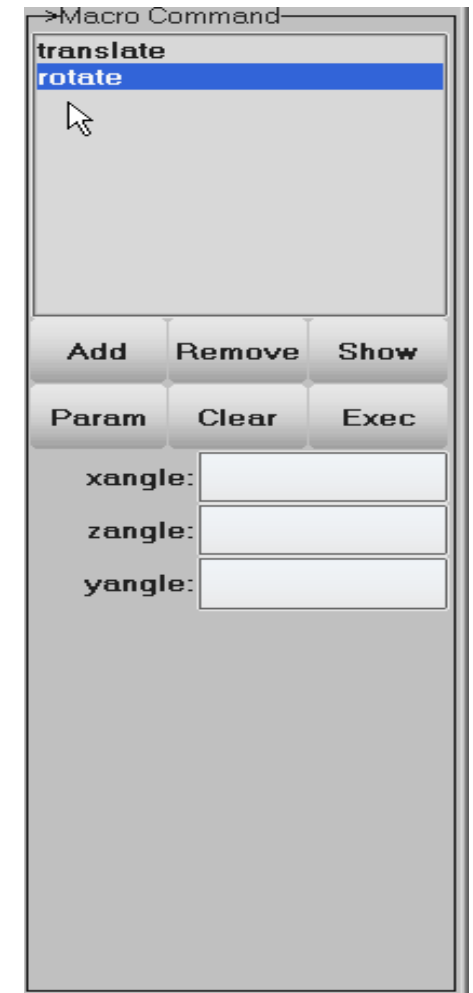 ->Macro Command
translate
rotate
Add Remove Show
Param Clear Exec
xangle:
zangle:
yangle: